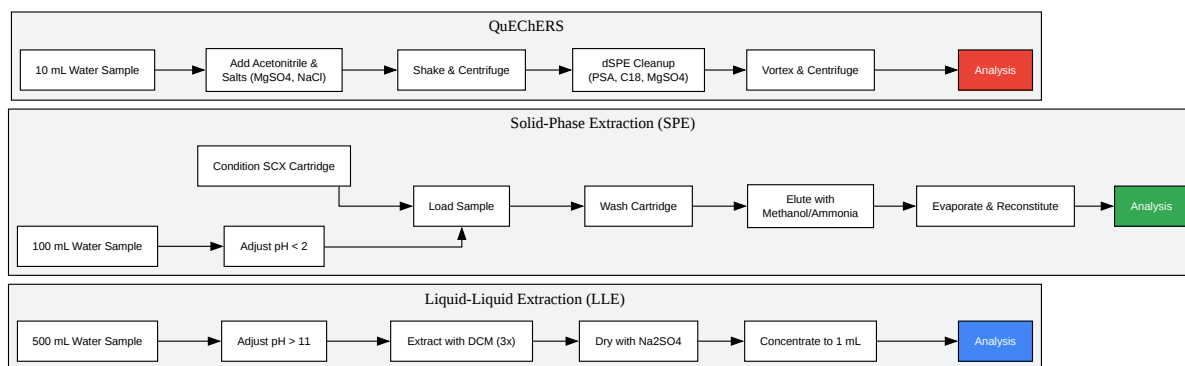 QuEChERS
10 mL Water Sample
Add Acetonitrile &
Salts (MgSO4, NaCl)
Shake & Centrifuge
dSPE Cleanup
(PSA, C18, MgSO4)
Vortex & Centrifuge
Analysis
Solid-Phase Extraction (SPE)
Condition SCX Cartridge
100 mL Water Sample
Adjust pH < 2
Load Sample
Wash Cartridge
Elute with
Methanol/Ammonia
Evaporate & Reconstitute
Analysis
Liquid-Liquid Extraction (LLE)
500 mL Water Sample
Adjust pH > 11
Extract with DCM (3x)
Dry with Na2SO4
Concentrate to 1 mL
Analysis